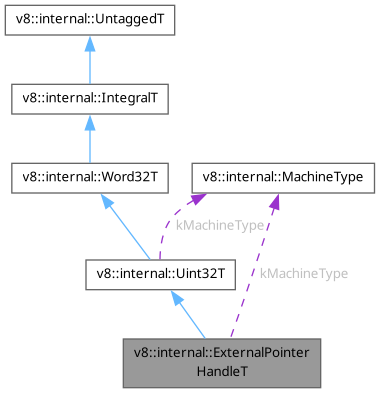 v8::internal::UntaggedT
v8::internal::IntegralT
v8::internal::Word32T
v8::internal::MachineType
kMachineType
v8::internal::Uint32T
kMachineType
v8::internal::ExternalPointer
HandleT